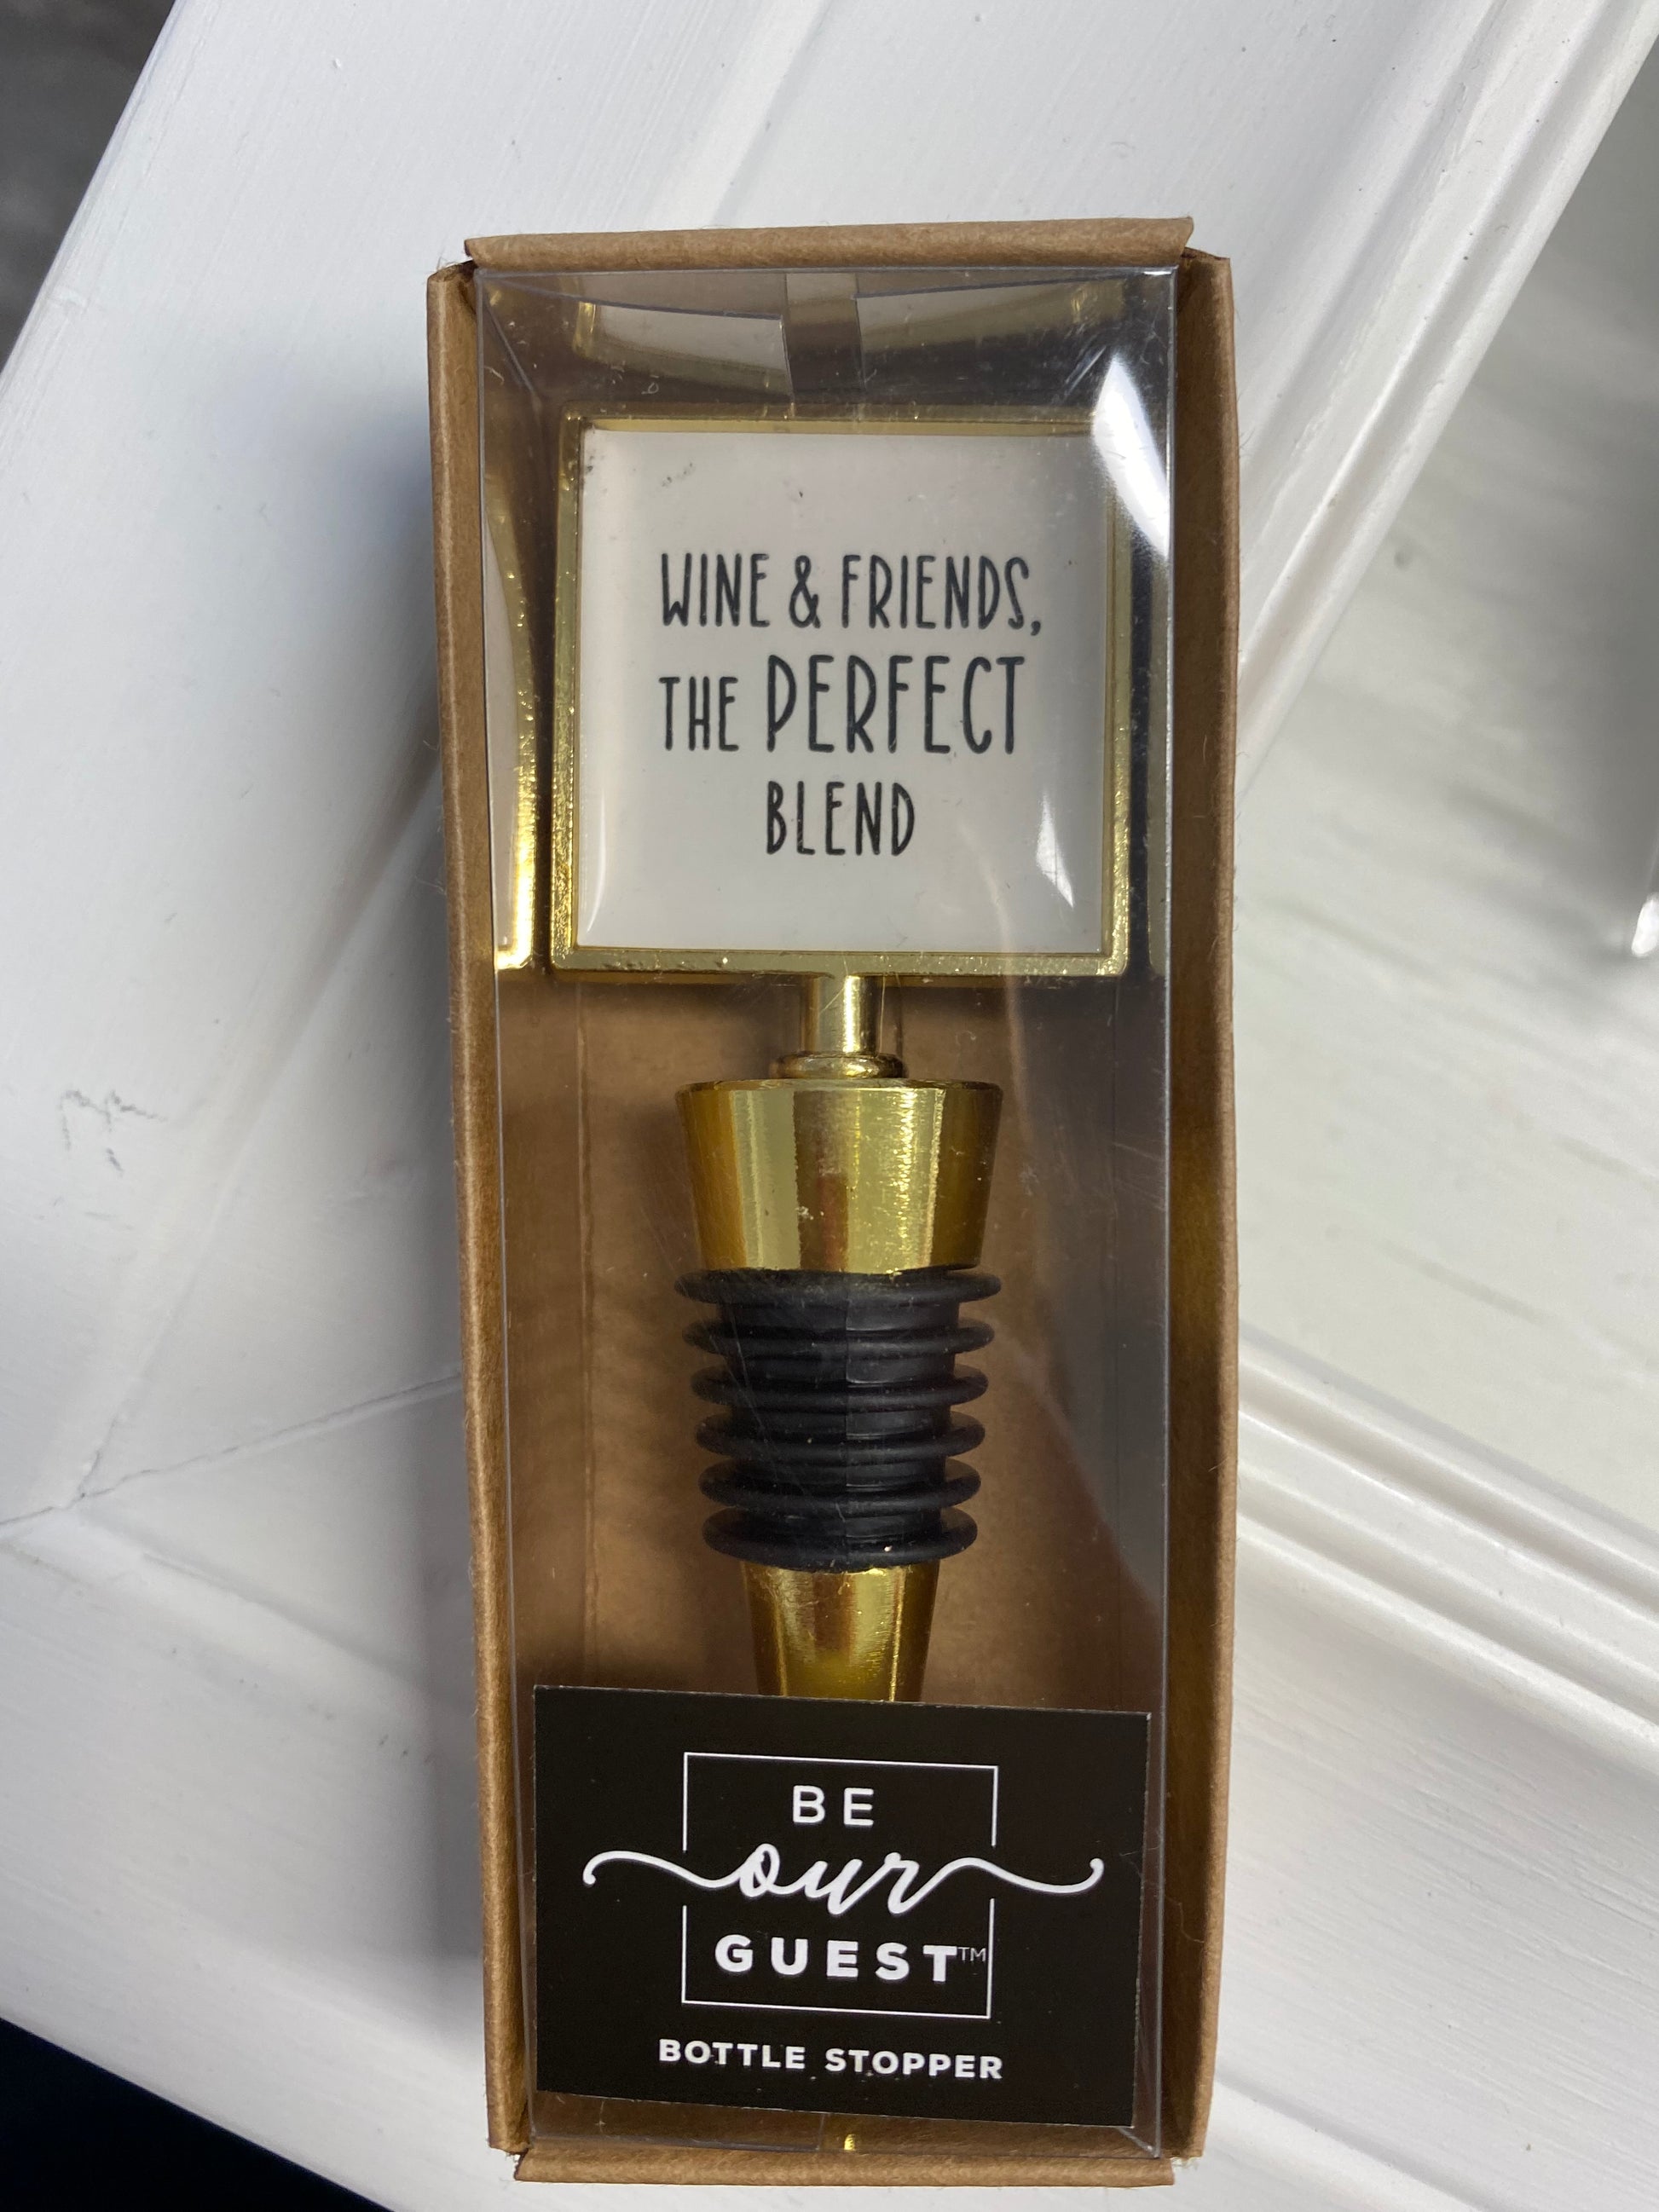 WINE & FRIENDS,
THE PERFECT
BLEND
BE
our
GUEST™
BOTTLE STOPPER